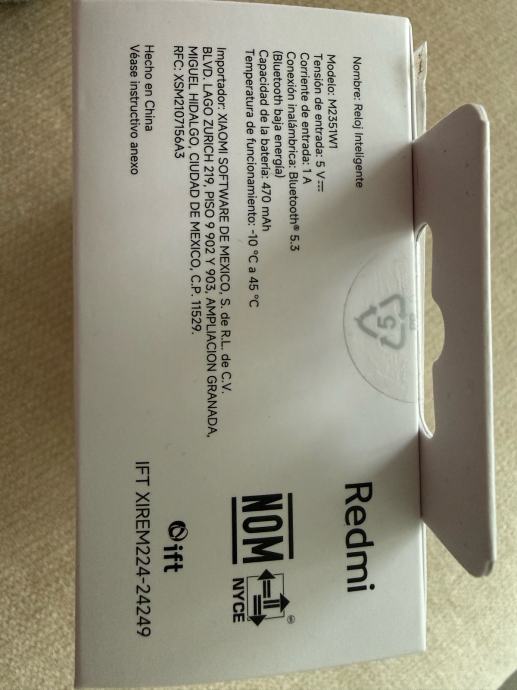 Nombre: Reloj Inteligente
Modelo: M2351W1
Tensión de entrada: 5 V⎓
Corriente de entrada: 1 A
Conexión inalámbrica: Bluetooth® 5.3
(Bluetooth baja energía)
Capacidad de la batería: 470 mAh
Temperatura de funcionamiento: -10 °C a 45 °C
Importador: XIAOMI SOFTWARE DE MEXICO, S. de R.L. de C.V.
BLVD. LAGO ZURICH 219, PISO 9 902 Y 903, AMPLIACION GRANADA,
MIGUEL HIDALGO, CIUDAD DE MEXICO, C.P. 11529.
RFC: XSM2107156A3
Hecho en China
Véase instructivo anexo
5
Redmi
NOM
NYCE
®
ift
IFT XIREM224-24249